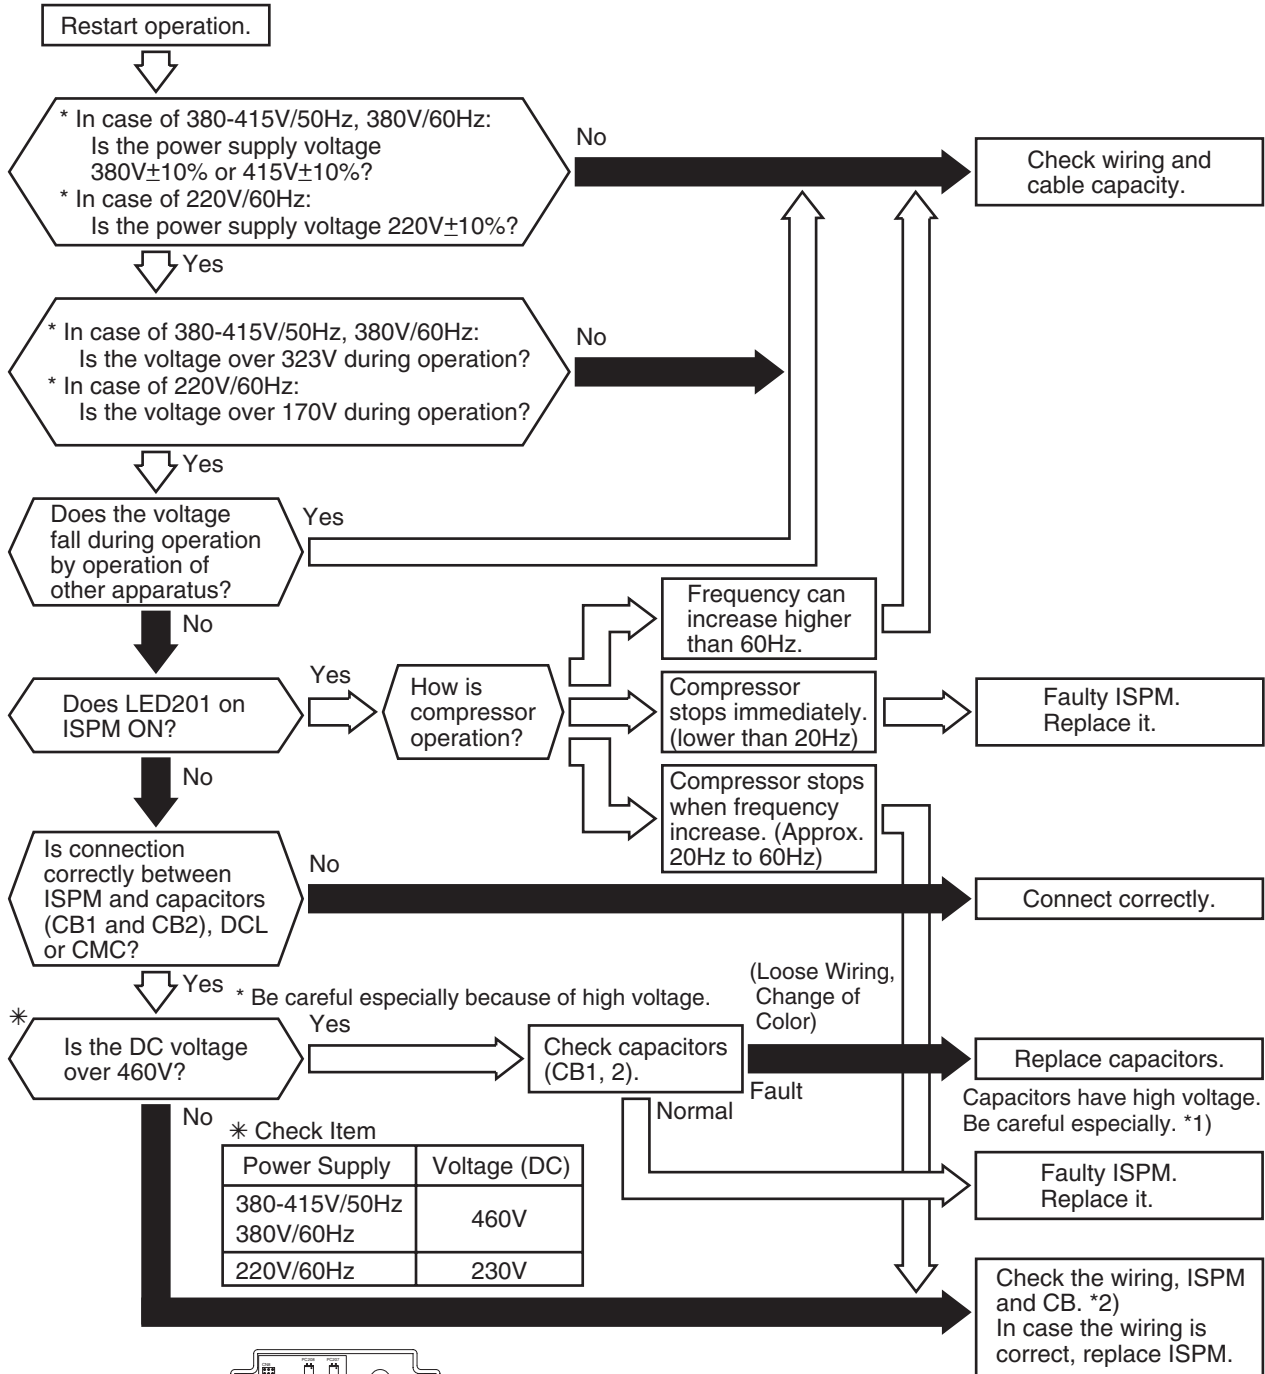 Restart operation.
* In case of 380-415V/50Hz, 380V/60Hz:
Is the power supply voltage
380V±10% or 415V±10%?
* In case of 220V/60Hz:
Is the power supply voltage 220V±10%?
No
Check wiring and
cable capacity.
Yes
* In case of 380-415V/50Hz, 380V/60Hz:
Is the voltage over 323V during operation?
* In case of 220V/60Hz:
Is the voltage over 170V during operation?
No
Yes
Does the voltage
fall during operation
by operation of
other apparatus?
Yes
No
Does LED201 on
ISPM ON?
Yes
How is
compressor
operation?
Frequency can
increase higher
than 60Hz.
Compressor
stops immediately.
(lower than 20Hz)
Faulty ISPM.
Replace it.
Compressor stops
when frequency
increase. (Approx.
20Hz to 60Hz)
No
Is connection
correctly between
ISPM and capacitors
(CB1 and CB2), DCL
or CMC?
No
Connect correctly.
Yes
* Be careful especially because of high voltage.
(Loose Wiring,
Change of
Color)
✳
Is the DC voltage
over 460V?
Yes
Check capacitors
(CB1, 2).
Fault
Replace capacitors.
Capacitors have high voltage.
Be careful especially. *1)
Normal
Faulty ISPM.
Replace it.
No
✳ Check Item
Power Supply Voltage (DC)
380-415V/50Hz
380V/60Hz
460V
220V/60Hz 230V
Check the wiring, ISPM
and CB. *2)
In case the wiring is
correct, replace ISPM.